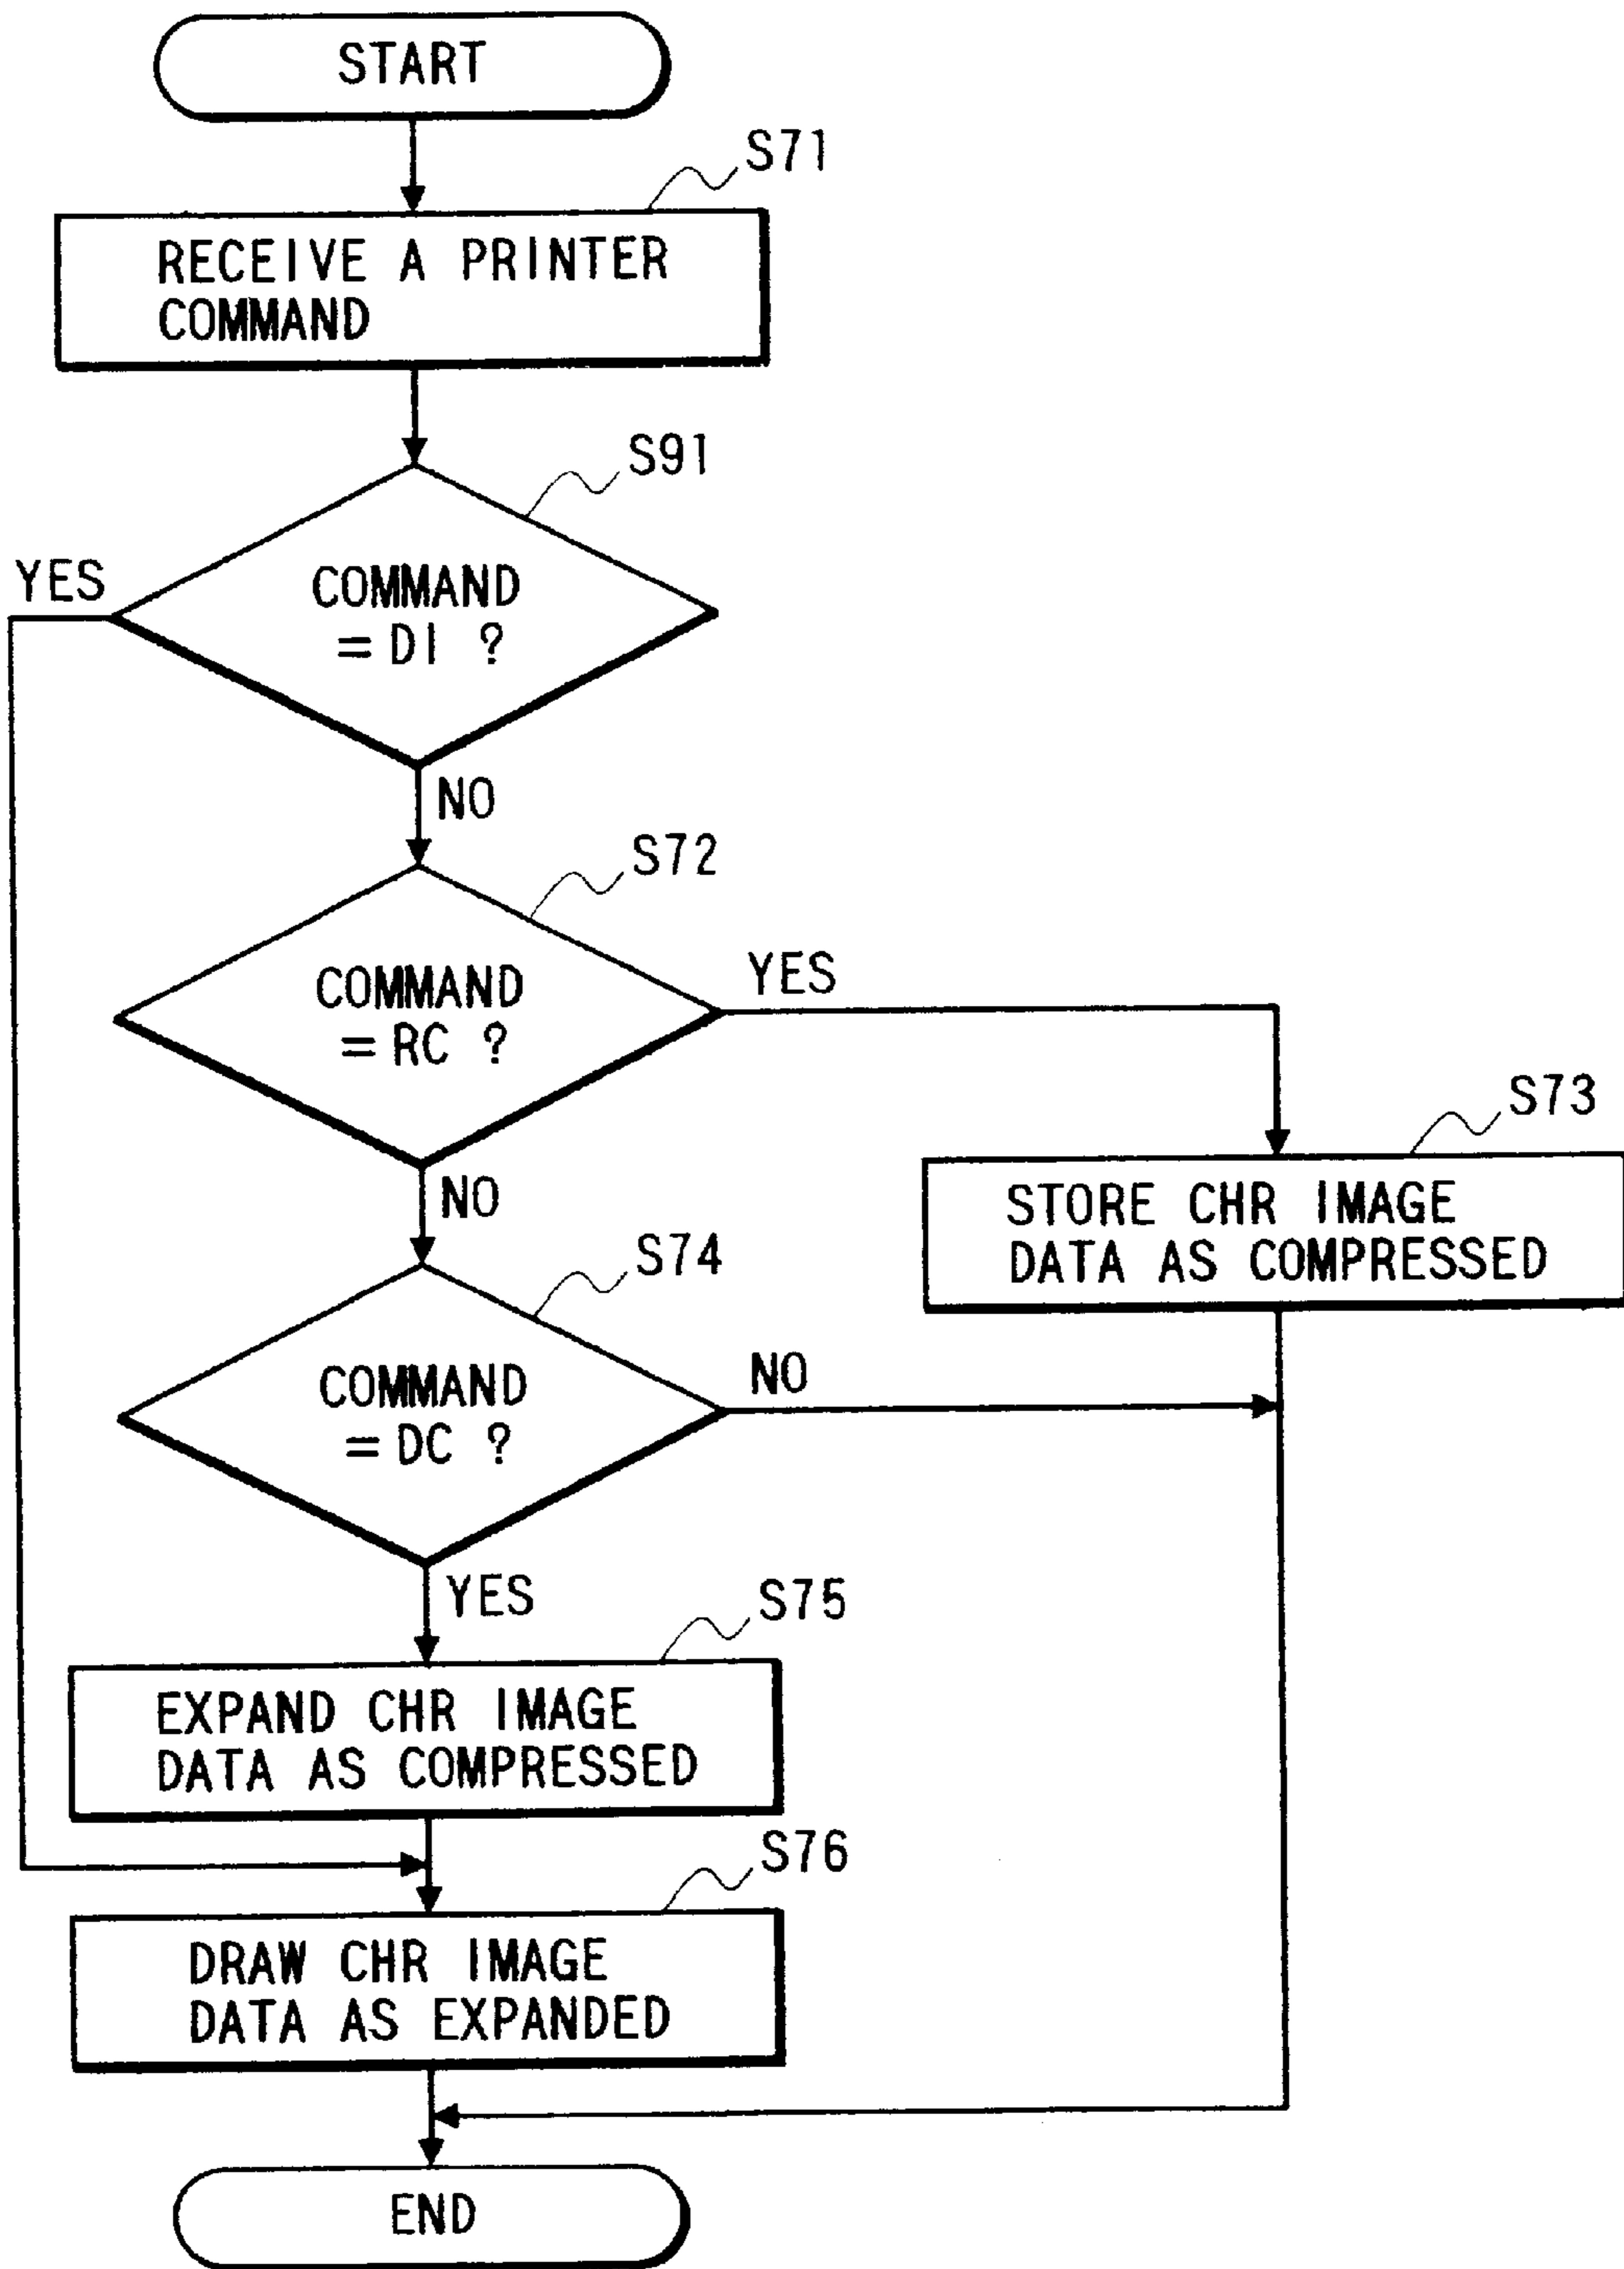 START
S71
RECEIVE A PRINTER
COMMAND
S91
YES
COMMAND
= DI ?
NO
S72
COMMAND
= RC ?
YES
S73
STORE CHR IMAGE
DATA AS COMPRESSED
NO
S74
COMMAND
= DC ?
NO
YES
S75
EXPAND CHR IMAGE
DATA AS COMPRESSED
S76
DRAW CHR IMAGE
DATA AS EXPANDED
END